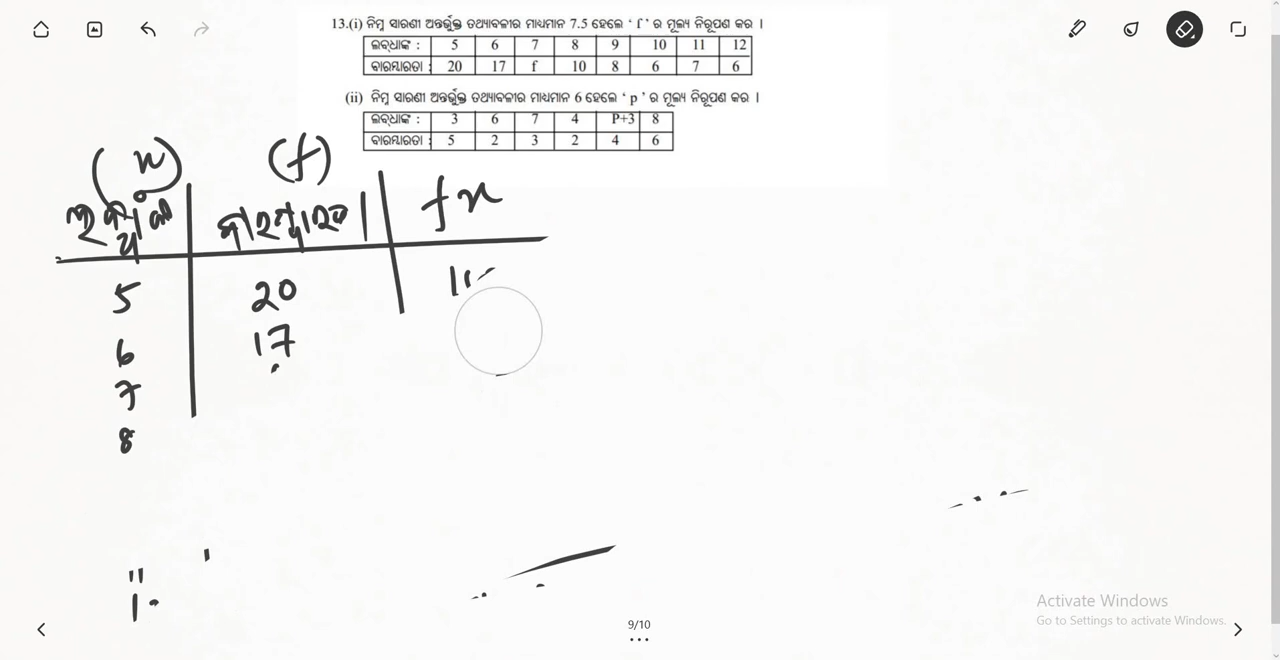 13.(i) ନିମ୍ନ ସାରଣୀ ଅନ୍ତର୍ଭୁକ୍ତ ତଥ୍ୟାବଳୀର ମାଧ୍ୟମାନ 7.5 ହେଲେ ‘ f ’ ର ମୂଲ୍ୟ ନିରୂପଣ କର ।
ଲବ୍ଧାଙ୍କ : 5 6 7 8 9 10 11 12
ବାରମ୍ବାରତା : 20 17 f 10 8 6 7 6
(ii) ନିମ୍ନ ସାରଣୀ ଅନ୍ତର୍ଭୁକ୍ତ ତଥ୍ୟାବଳୀର ମାଧ୍ୟମାନ 6 ହେଲେ ‘ p ’ ର ମୂଲ୍ୟ ନିରୂପଣ କର ।
ଲବ୍ଧାଙ୍କ : 3 6 7 4 P+3 8
ବାରମ୍ବାରତା : 5 2 3 2 4 6
(x) (f)
fx
5 20
6 17
7
8
9/10
Activate Windows
Go to Settings to activate Windows.